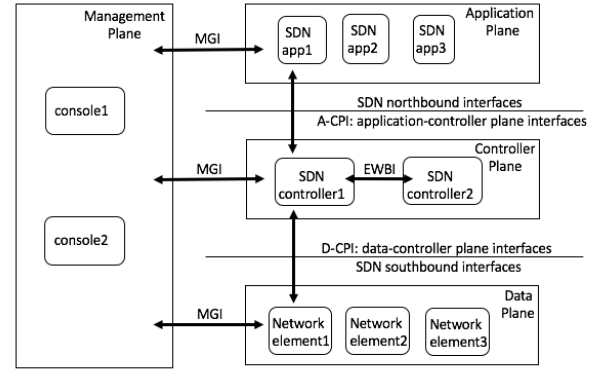 Management
Plane
console1
console2
MGI
MGI
MGI
Application
Plane
SDN
app1
SDN
app2
SDN
app3
SDN northbound interfaces
A-CPI: application-controller plane interfaces
Controller
Plane
SDN
controller1
EWBI
SDN
controller2
D-CPI: data-controller plane interfaces
SDN southbound interfaces
Data
Plane
Network
element1
Network
element2
Network
element3